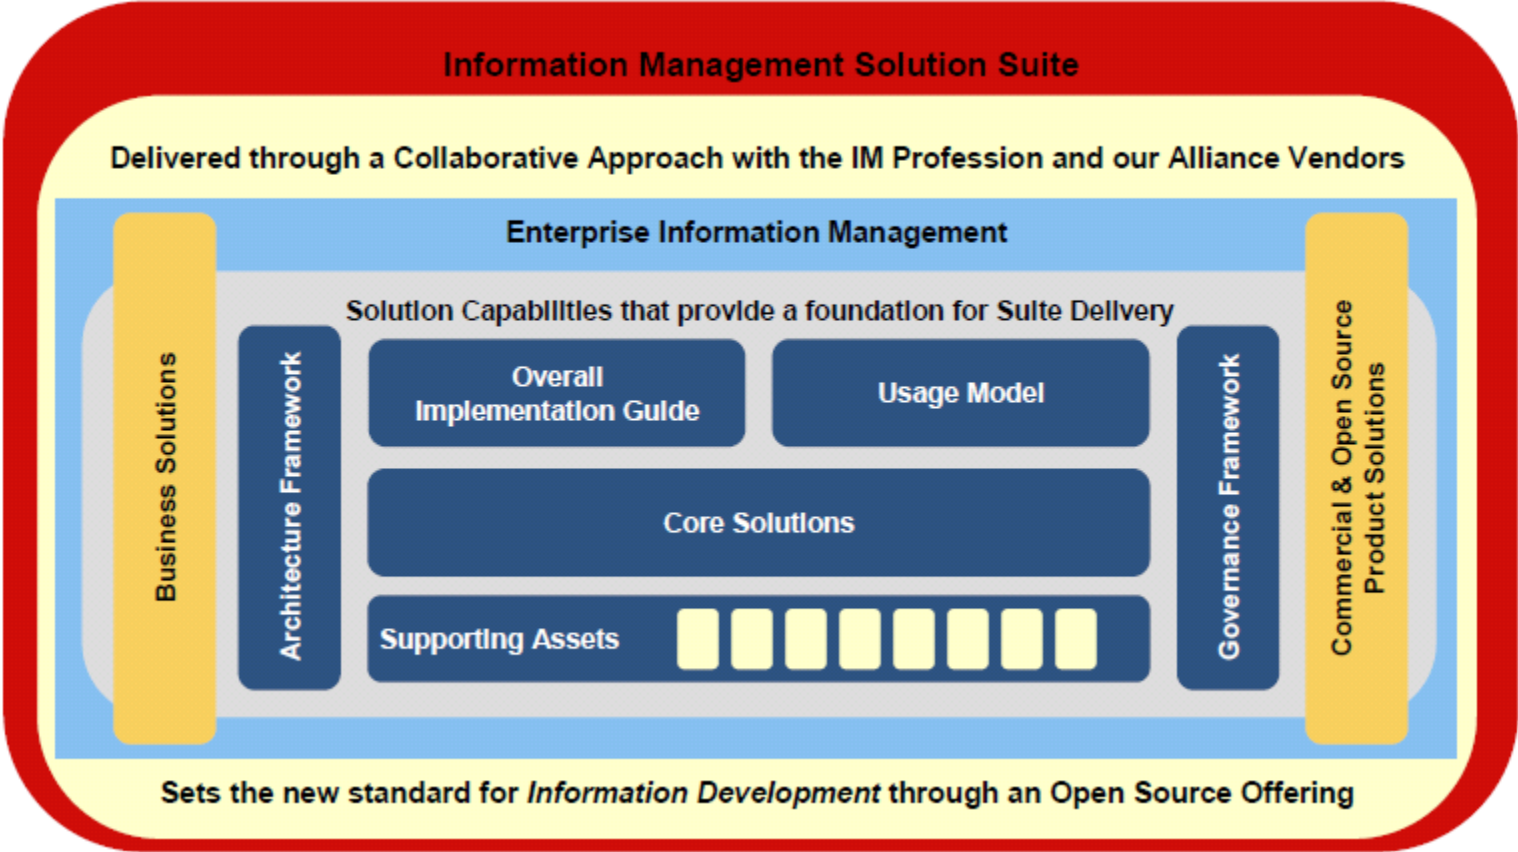 Information Management Solution Suite
Delivered through a Collaborative Approach with the IM Profession and our Alliance Vendors
Enterprise Information Management
Solution Capabilities that provide a foundation for Suite Delivery
Business Solutions
Architecture Framework
Overall
Implementation Guide
Usage Model
Core Solutions
Supporting Assets
Governance Framework
Commercial & Open Source
Product Solutions
Sets the new standard for Information Development through an Open Source Offering